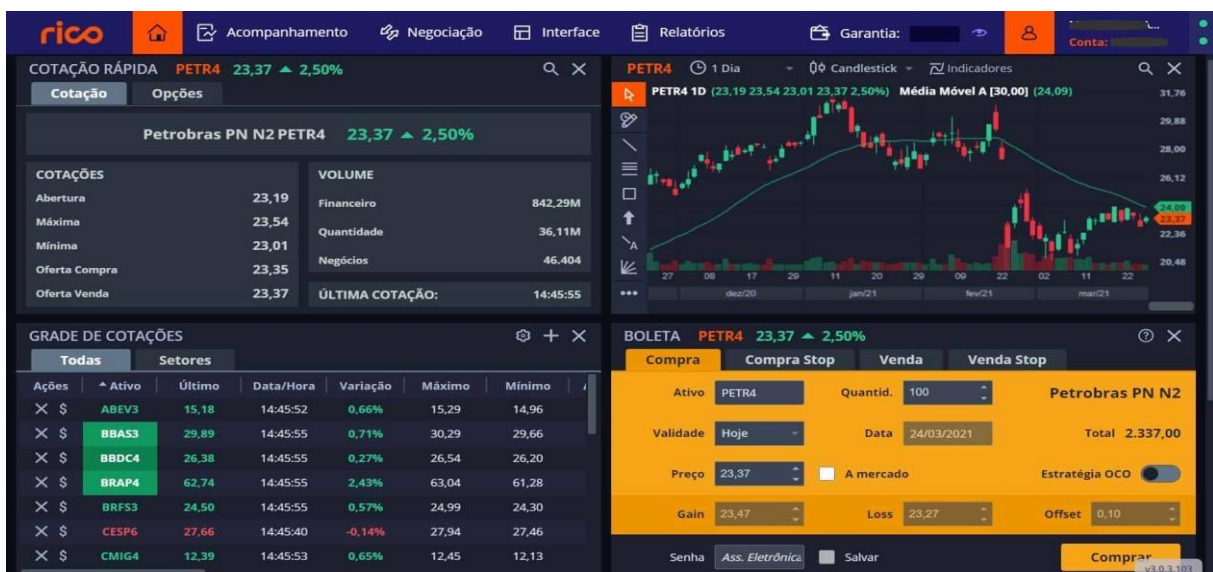 rico Acompanhamento Negociação Interface Relatórios Garantia:
Conta:
COTAÇÃO RÁPIDA PETR4 23,37 ▲ 2,50%
Cotação Opções
Petrobras PN N2 PETR4 23,37 ▲ 2,50%
COTAÇÕES
Abertura 23,19
Máxima 23,54
Mínima 23,01
Oferta Compra 23,35
Oferta Venda 23,37
VOLUME
Financeiro 842,29M
Quantidade 36,11M
Negócios 46.404
ÚLTIMA COTAÇÃO: 14:45:55
PETR4 1 Dia Candlestick Indicadores
PETR4 1D (23,19 23,54 23,01 23,37 2,50%) Média Móvel A [30,00] (24,09)
31,76
29,88
28,00
26,12
24,09
23,37
22,36
20,48
27 08 17 29 11 20 29 09 22 02 11 22
dez/20 jan/21 fev/21 mar/21
GRADE DE COTAÇÕES
Todas Setores
Ações Ativo Último Data/Hora Variação Máximo Mínimo
ABEV3 15,18 14:45:52 0,66% 15,29 14,96
BBAS3 29,89 14:45:55 0,71% 30,29 29,66
BBDC4 26,38 14:45:55 0,27% 26,54 26,20
BRAP4 62,74 14:45:55 2,43% 63,04 61,28
BRFS3 24,50 14:45:55 0,57% 24,99 24,30
CESP6 27,66 14:45:40 -0,14% 27,94 27,46
CMIG4 12,39 14:45:53 0,65% 12,45 12,13
BOLETA PETR4 23,37 ▲ 2,50%
Compra Compra Stop Venda Venda Stop
Ativo PETR4 Quantid. 100 Petrobras PN N2
Validade Hoje Data 24/03/2021 Total 2.337,00
Preço 23,37 A mercado Estratégia OCO
Gain 23,47 Loss 23,27 Offset 0,10
Senha Ass. Eletrônica Salvar Comprar
v3.0.3.103